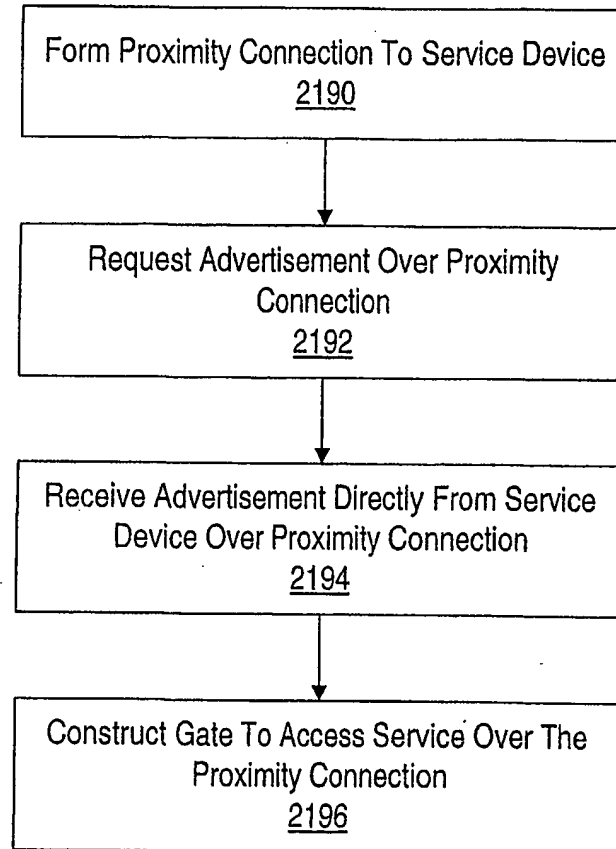 Form Proximity Connection To Service Device
2190
Request Advertisement Over Proximity
Connection
2192
Receive Advertisement Directly From Service
Device Over Proximity Connection
2194
Construct Gate To Access Service Over The
Proximity Connection
2196